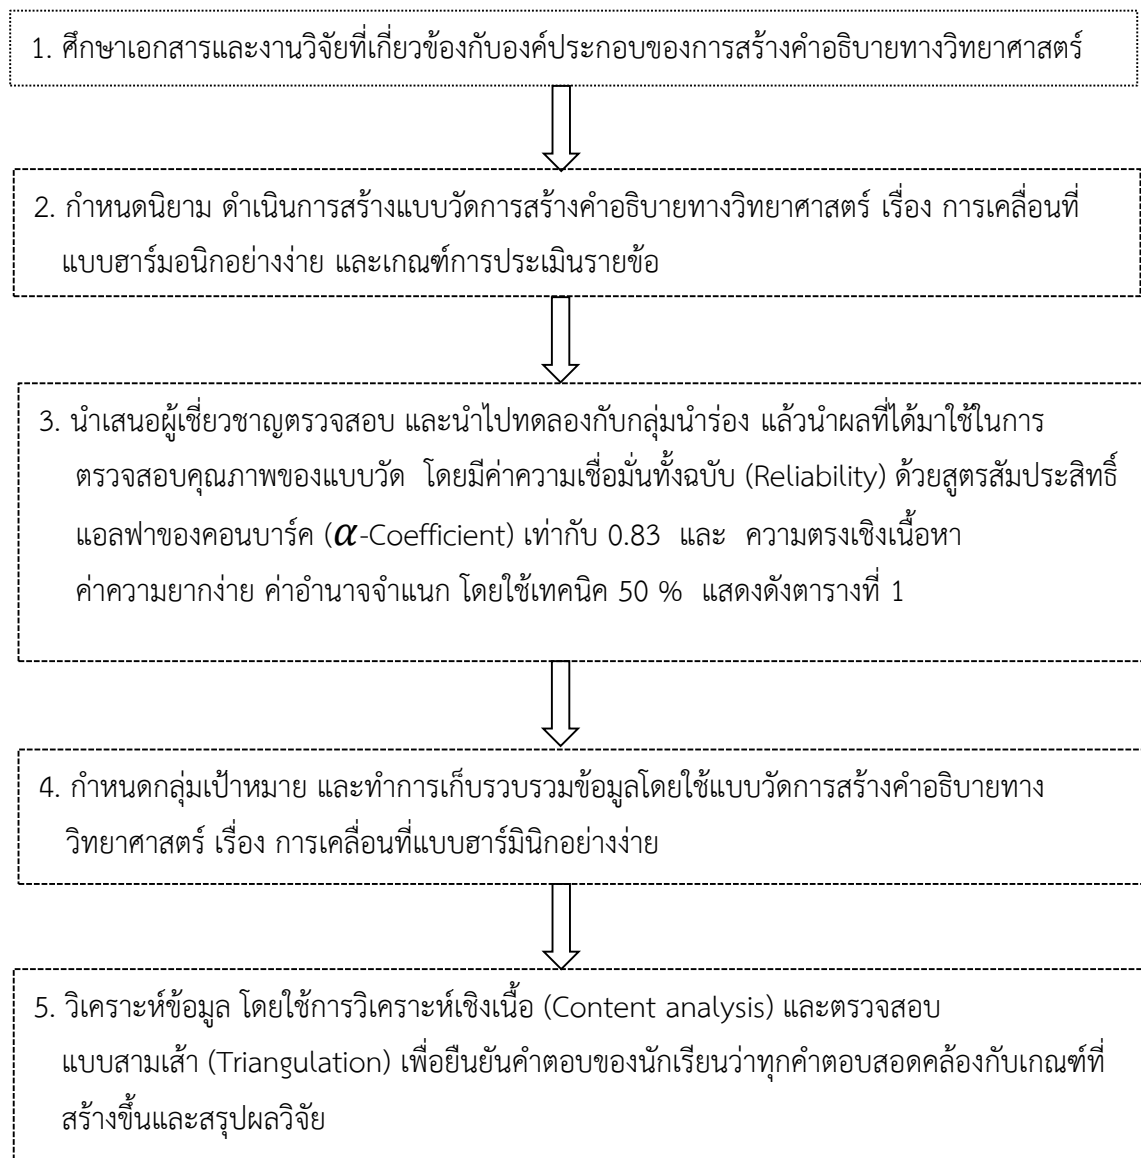 1. ศึกษาเอกสารและงานวิจัยที่เกี่ยวข้องกับองค์ประกอบของการสร้างคำอธิบายทางวิทยาศาสตร์
2. กำหนดนิยาม ดำเนินการสร้างแบบวัดการสร้างคำอธิบายทางวิทยาศาสตร์ เรื่อง การเคลื่อนที่
แบบฮาร์มอนิกอย่างง่าย และเกณฑ์การประเมินรายข้อ
3. นำเสนอผู้เชี่ยวชาญตรวจสอบ และนำไปทดลองกับกลุ่มนำร่อง แล้วนำผลที่ได้มาใช้ในการ
ตรวจสอบคุณภาพของแบบวัด โดยมีค่าความเชื่อมั่นทั้งฉบับ (Reliability) ด้วยสูตรสัมประสิทธิ์
แอลฟาของคอนบาร์ค (α-Coefficient) เท่ากับ 0.83 และ ความตรงเชิงเนื้อหา
ค่าความยากง่าย ค่าอำนาจจำแนก โดยใช้เทคนิค 50 % แสดงดังตารางที่ 1
4. กำหนดกลุ่มเป้าหมาย และทำการเก็บรวบรวมข้อมูลโดยใช้แบบวัดการสร้างคำอธิบายทาง
วิทยาศาสตร์ เรื่อง การเคลื่อนที่แบบฮาร์มินิกอย่างง่าย
5. วิเคราะห์ข้อมูล โดยใช้การวิเคราะห์เชิงเนื้อ (Content analysis) และตรวจสอบ
แบบสามเส้า (Triangulation) เพื่อยืนยันคำตอบของนักเรียนว่าทุกคำตอบสอดคล้องกับเกณฑ์ที่
สร้างขึ้นและสรุปผลวิจัย